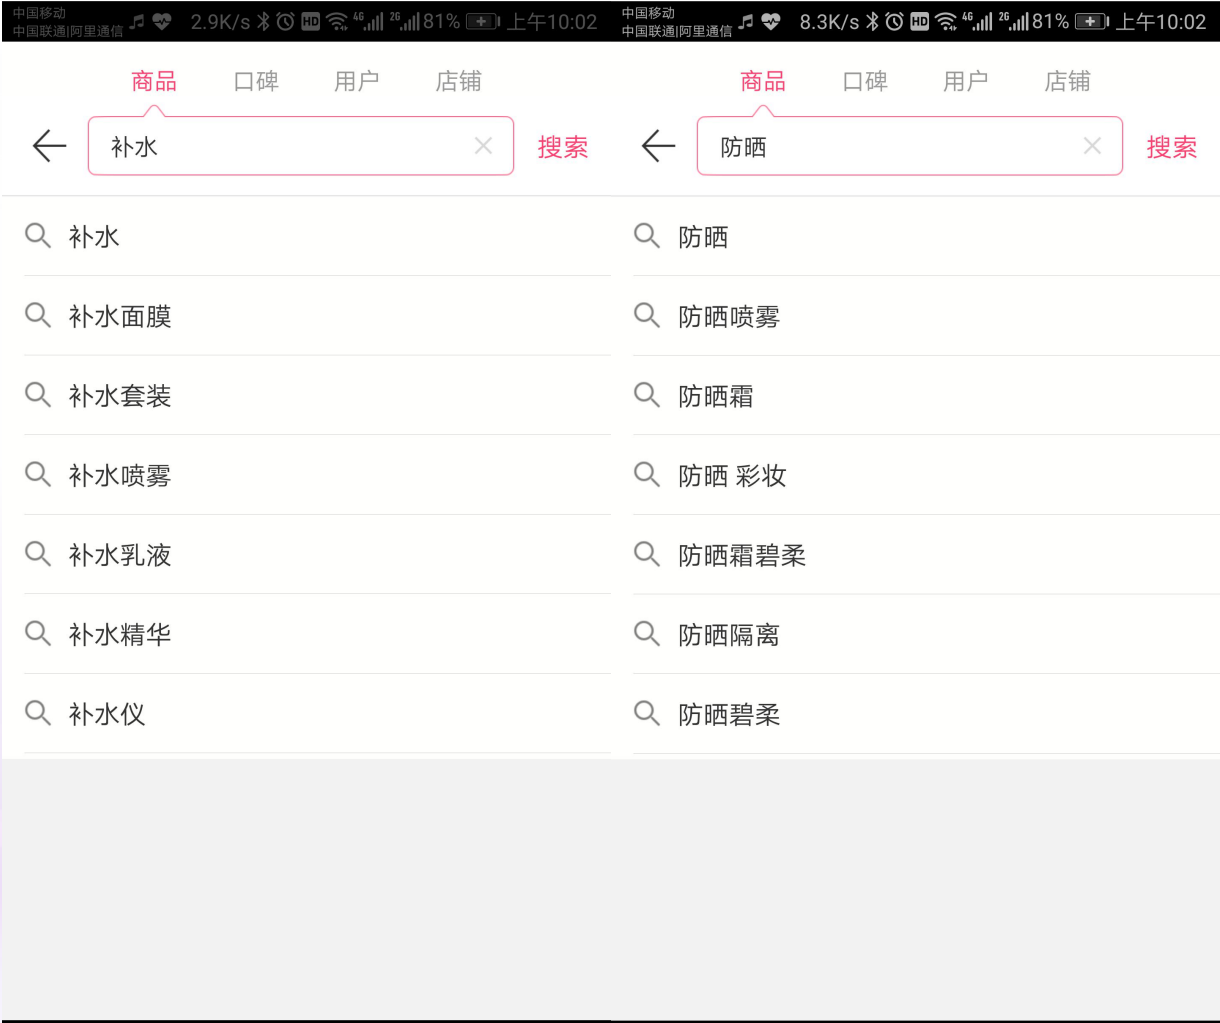 中国移动
中国联通|阿里通信
2.9K/s HD 4G 2G 81% 上午10:02
商品 口碑 用户 店铺
补水 搜索
补水
补水面膜
补水套装
补水喷雾
补水乳液
补水精华
补水仪
中国移动
中国联通|阿里通信
8.3K/s HD 4G 2G 81% 上午10:02
商品 口碑 用户 店铺
防晒 搜索
防晒
防晒喷雾
防晒霜
防晒 彩妆
防晒霜碧柔
防晒隔离
防晒碧柔